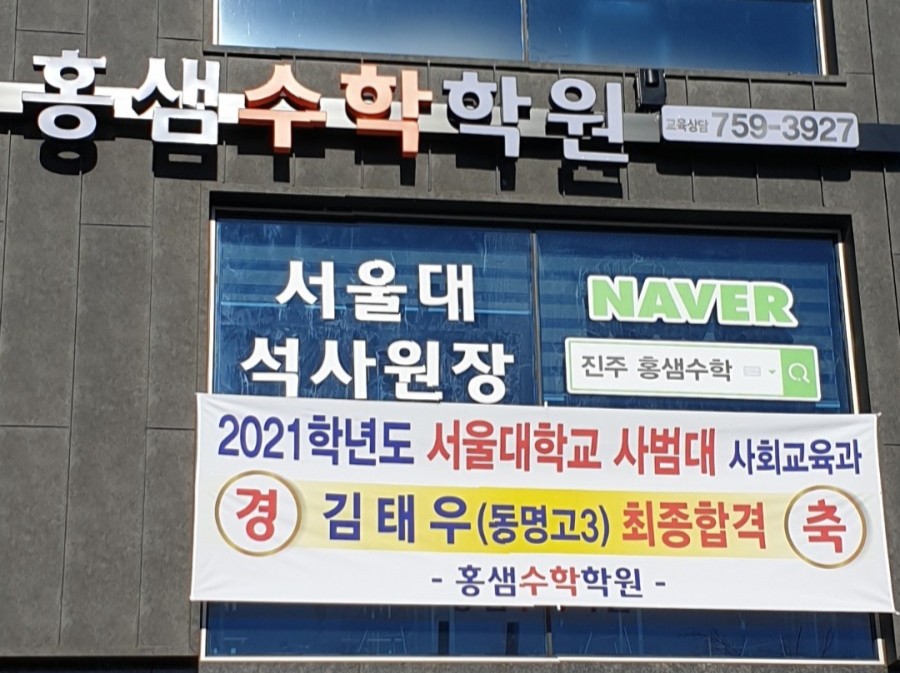 홍샘수학학원
교육상담 759-3927
서울대
석사원장
NAVER
진주 홍샘수학
2021학년도 서울대학교 사범대 사회교육과
경 김태우(동명고3) 최종합격 축
- 홍샘수학학원 -